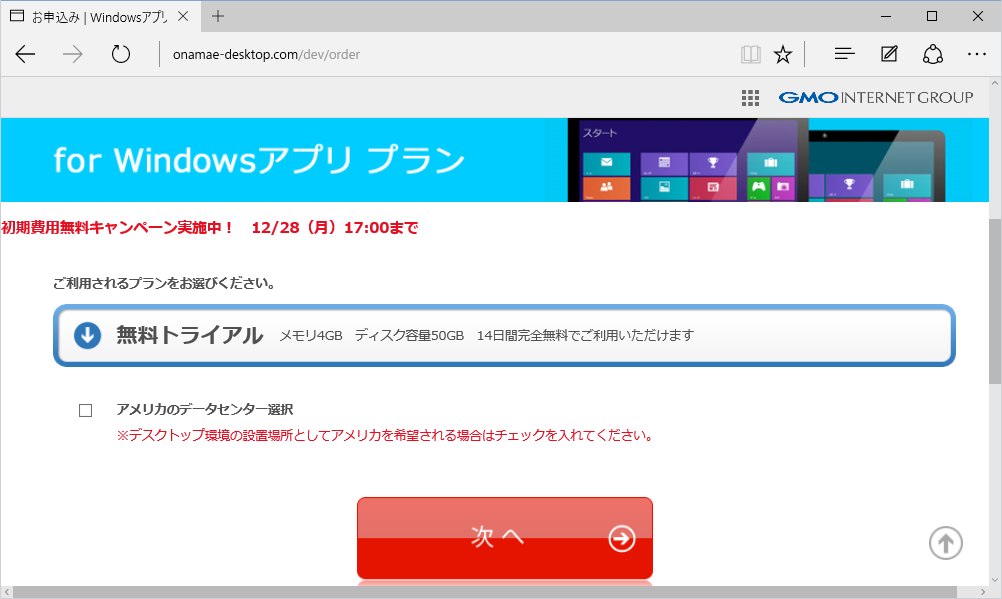 お申込み | Windowsアプリ
onamae-desktop.com/dev/order
GMO INTERNET GROUP
for Windowsアプリ プラン
スタート
初期費用無料キャンペーン実施中！　12/28（月）17:00まで
ご利用されるプランをお選びください。
無料トライアル　メモリ4GB　ディスク容量50GB　14日間完全無料でご利用いただけます
アメリカのデータセンター選択
※デスクトップ環境の設置場所としてアメリカを希望される場合はチェックを入れてください。
次へ